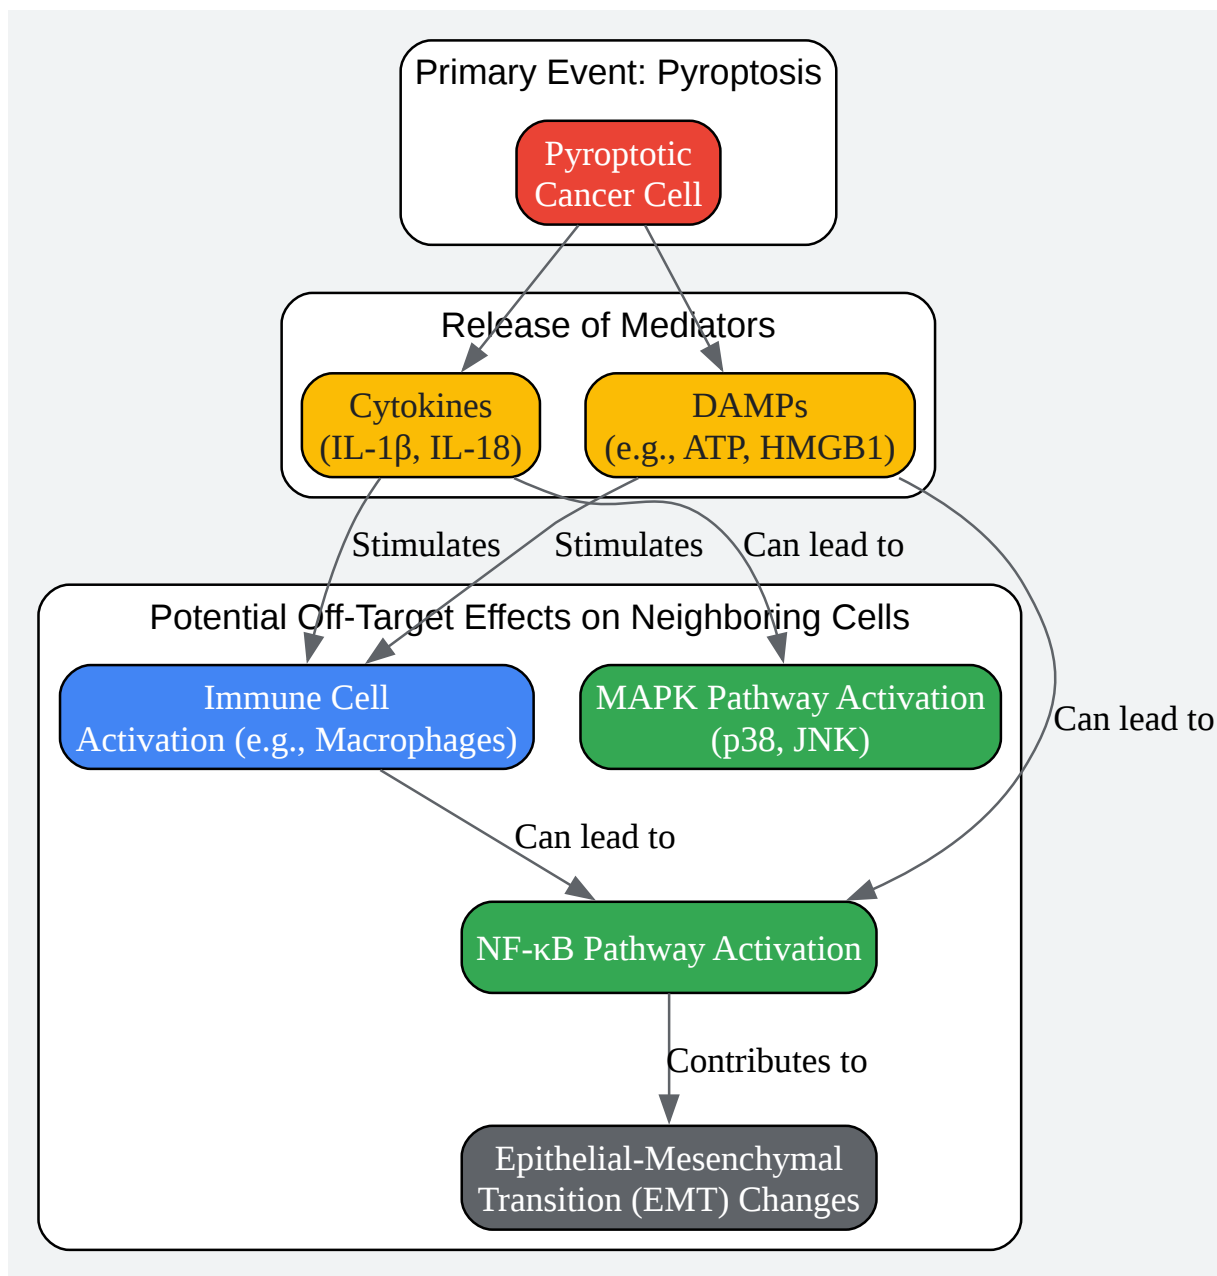 Primary Event: Pyroptosis
Pyroptotic
Cancer Cell
Release of Mediators
Cytokines
(IL-1β, IL-18)
DAMPs
(e.g., ATP, HMGB1)
Stimulates
Stimulates
Can lead to
Potential Off-Target Effects on Neighboring Cells
Immune Cell
Activation (e.g., Macrophages)
MAPK Pathway Activation
(p38, JNK)
Can lead to
Can lead to
NF-κB Pathway Activation
Contributes to
Epithelial-Mesenchymal
Transition (EMT) Changes